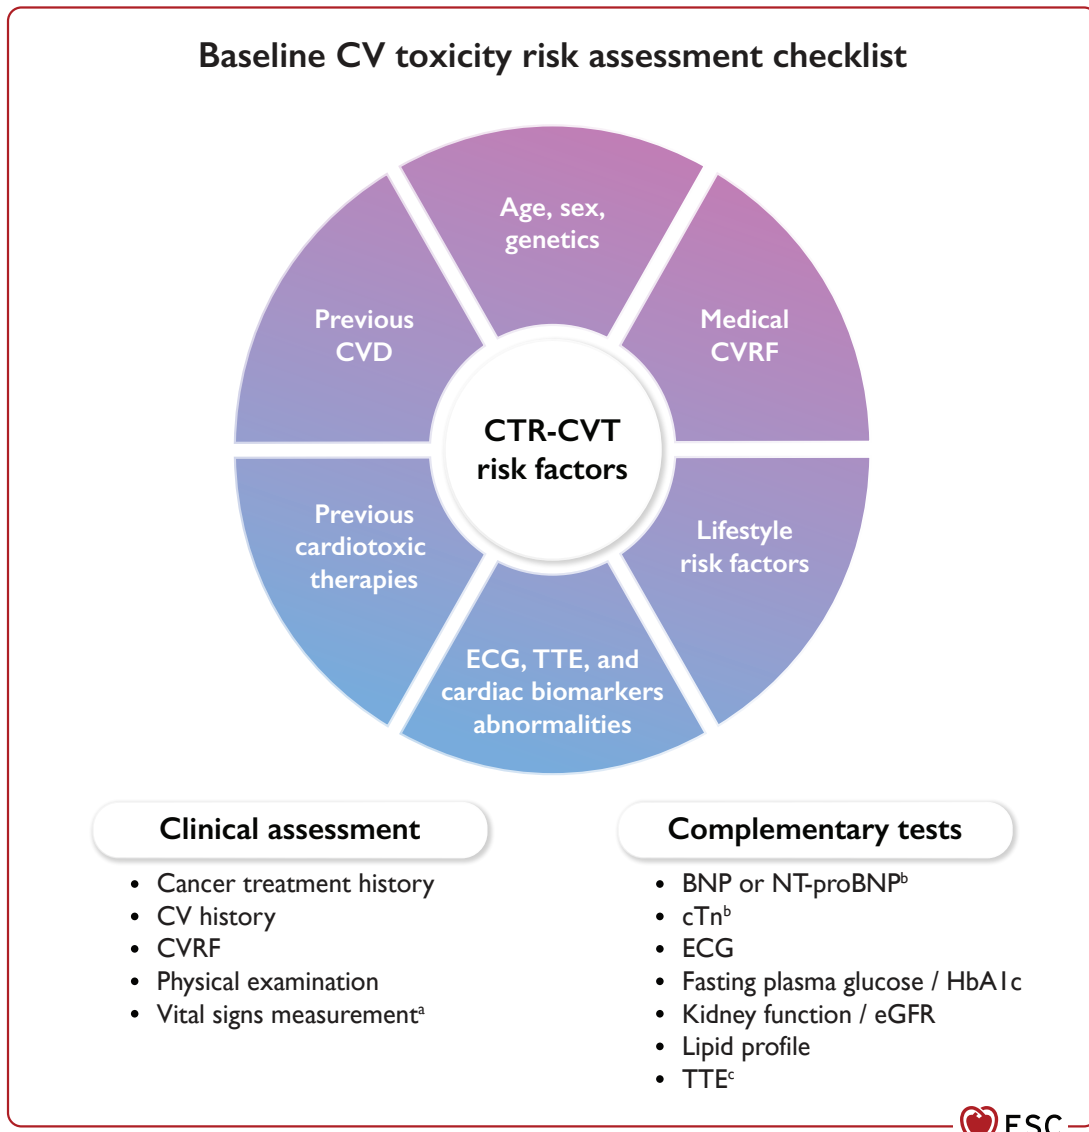 Baseline CV toxicity risk assessment checklist
Age, sex,
genetics
Medical
CVRF
Lifestyle
risk factors
ECG, TTE, and
cardiac biomarkers
abnormalities
Previous
cardiotoxic
therapies
Previous
CVD
CTR-CVT
risk factors
Clinical assessment
• Cancer treatment history
• CV history
• CVRF
• Physical examination
• Vital signs measurementᵃ
Complementary tests
• BNP or NT-proBNPᵇ
• cTnᵇ
• ECG
• Fasting plasma glucose / HbA1c
• Kidney function / eGFR
• Lipid profile
• TTEᶜ
ESC